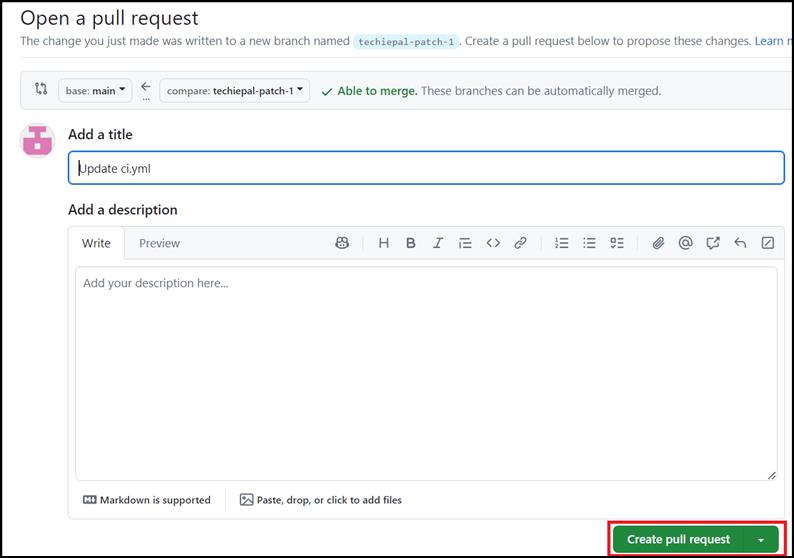 Open a pull request
The change you just made was written to a new branch named techiepal-patch-1. Create a pull request below to propose these changes. Learn
base: main compare: techiepal-patch-1 Able to merge. These branches can be automatically merged.
Add a title
Update ci.yml
Add a description
Write Preview
Add your description here...
Markdown is supported Paste, drop, or click to add files
Create pull request